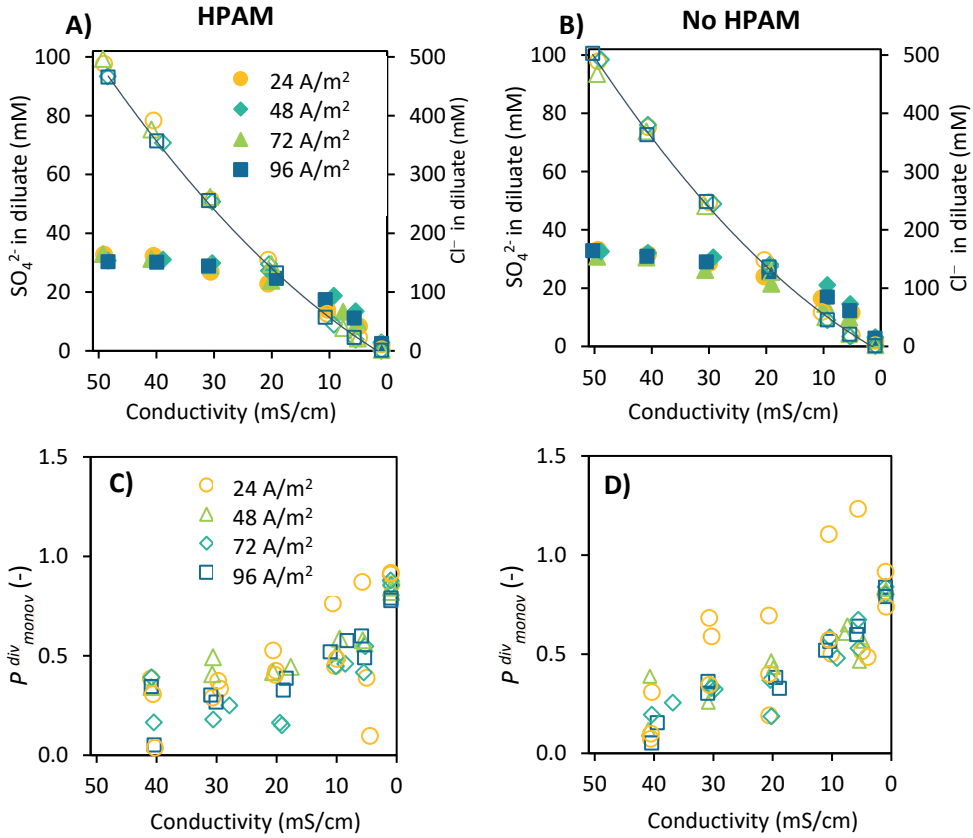 HPAM
No HPAM
A)
B)
SO₄²⁻ in diluate (mM)
100
80
60
40
20
0
500
400
300
200
100
0
Cl⁻ in diluate (mM)
24 A/m²
48 A/m²
72 A/m²
96 A/m²
50 40 30 20 10 0
Conductivity (mS/cm)
SO₄²⁻ in diluate (mM)
100
80
60
40
20
0
500
400
300
200
100
0
Cl⁻ in diluate (mM)
50 40 30 20 10 0
Conductivity (mS/cm)
C)
D)
P^div_monov (-)
1.5
1.0
0.5
0.0
24 A/m²
48 A/m²
72 A/m²
96 A/m²
50 40 30 20 10 0
Conductivity (mS/cm)
P^div_monov (-)
1.5
1.0
0.5
0.0
50 40 30 20 10 0
Conductivity (mS/cm)